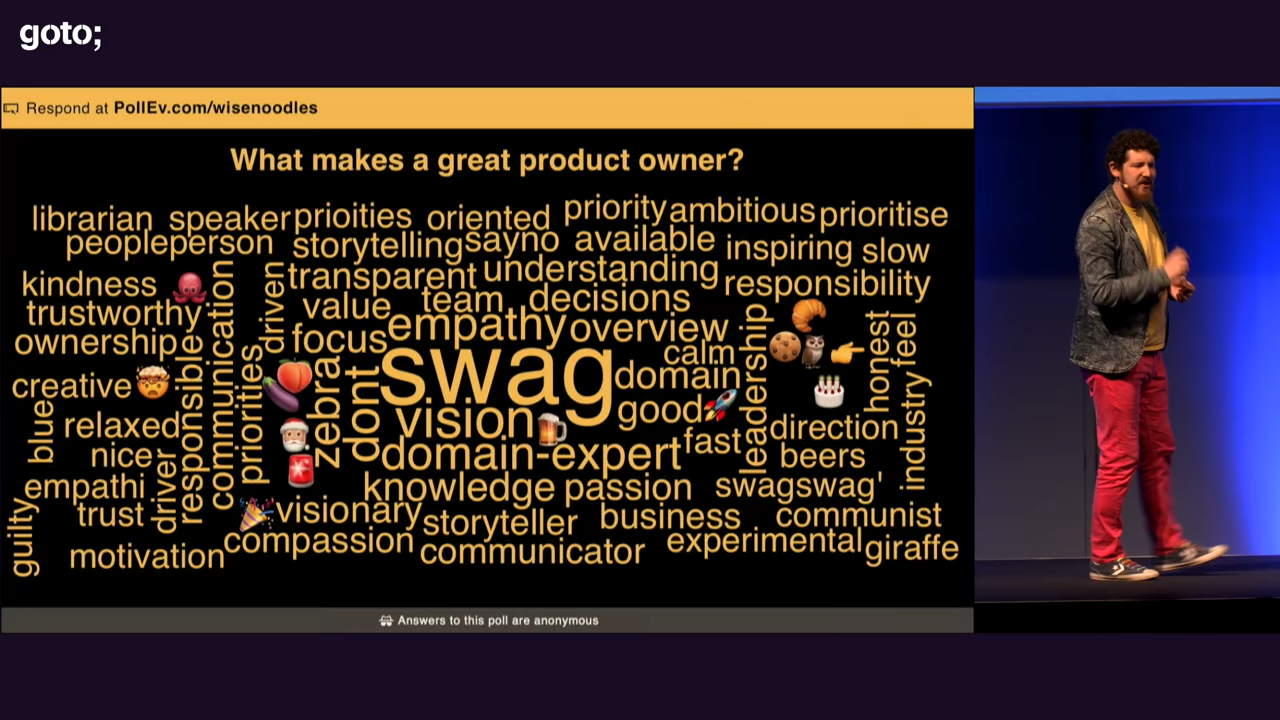 goto;
Respond at PollEv.com/wisenoodles
What makes a great product owner?
librarian speaker prioities oriented priority ambitious prioritise
peopleperson storytelling sayno available inspiring slow
kindness transparent understanding responsibility
trustworthy communication driven value team decisions
ownership focus empathy overview leadership honest feel
creative responsible priorities zebra dont swag calm
domain
blue relaxed vision good direction industry
nice driver domain-expert fast beers
empathi knowledge passion swagswag'
guilty trust visionary storyteller business communist
motivation compassion communicator experimental giraffe
Answers to this poll are anonymous